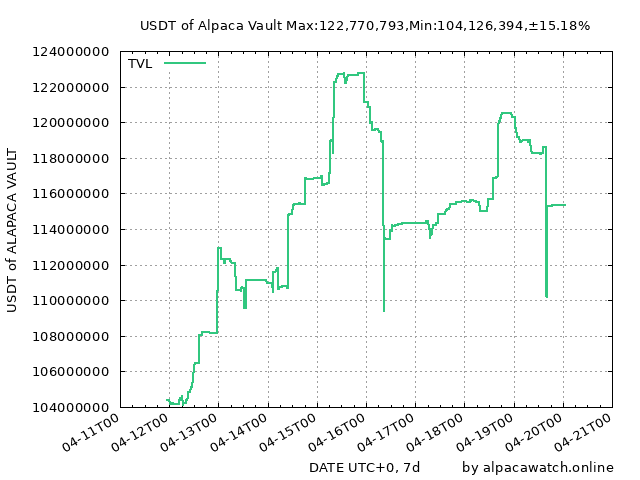 USDT of Alpaca Vault Max:122,770,793,Min:104,126,394,±15.18%
TVL
USDT of ALAPACA VAULT
124000000
122000000
120000000
118000000
116000000
114000000
112000000
110000000
108000000
106000000
104000000
04-11T00
04-12T00
04-13T00
04-14T00
04-15T00
04-16T00
04-17T00
04-18T00
04-19T00
04-20T00
04-21T00
DATE UTC+0, 7d
by alpacawatch.online